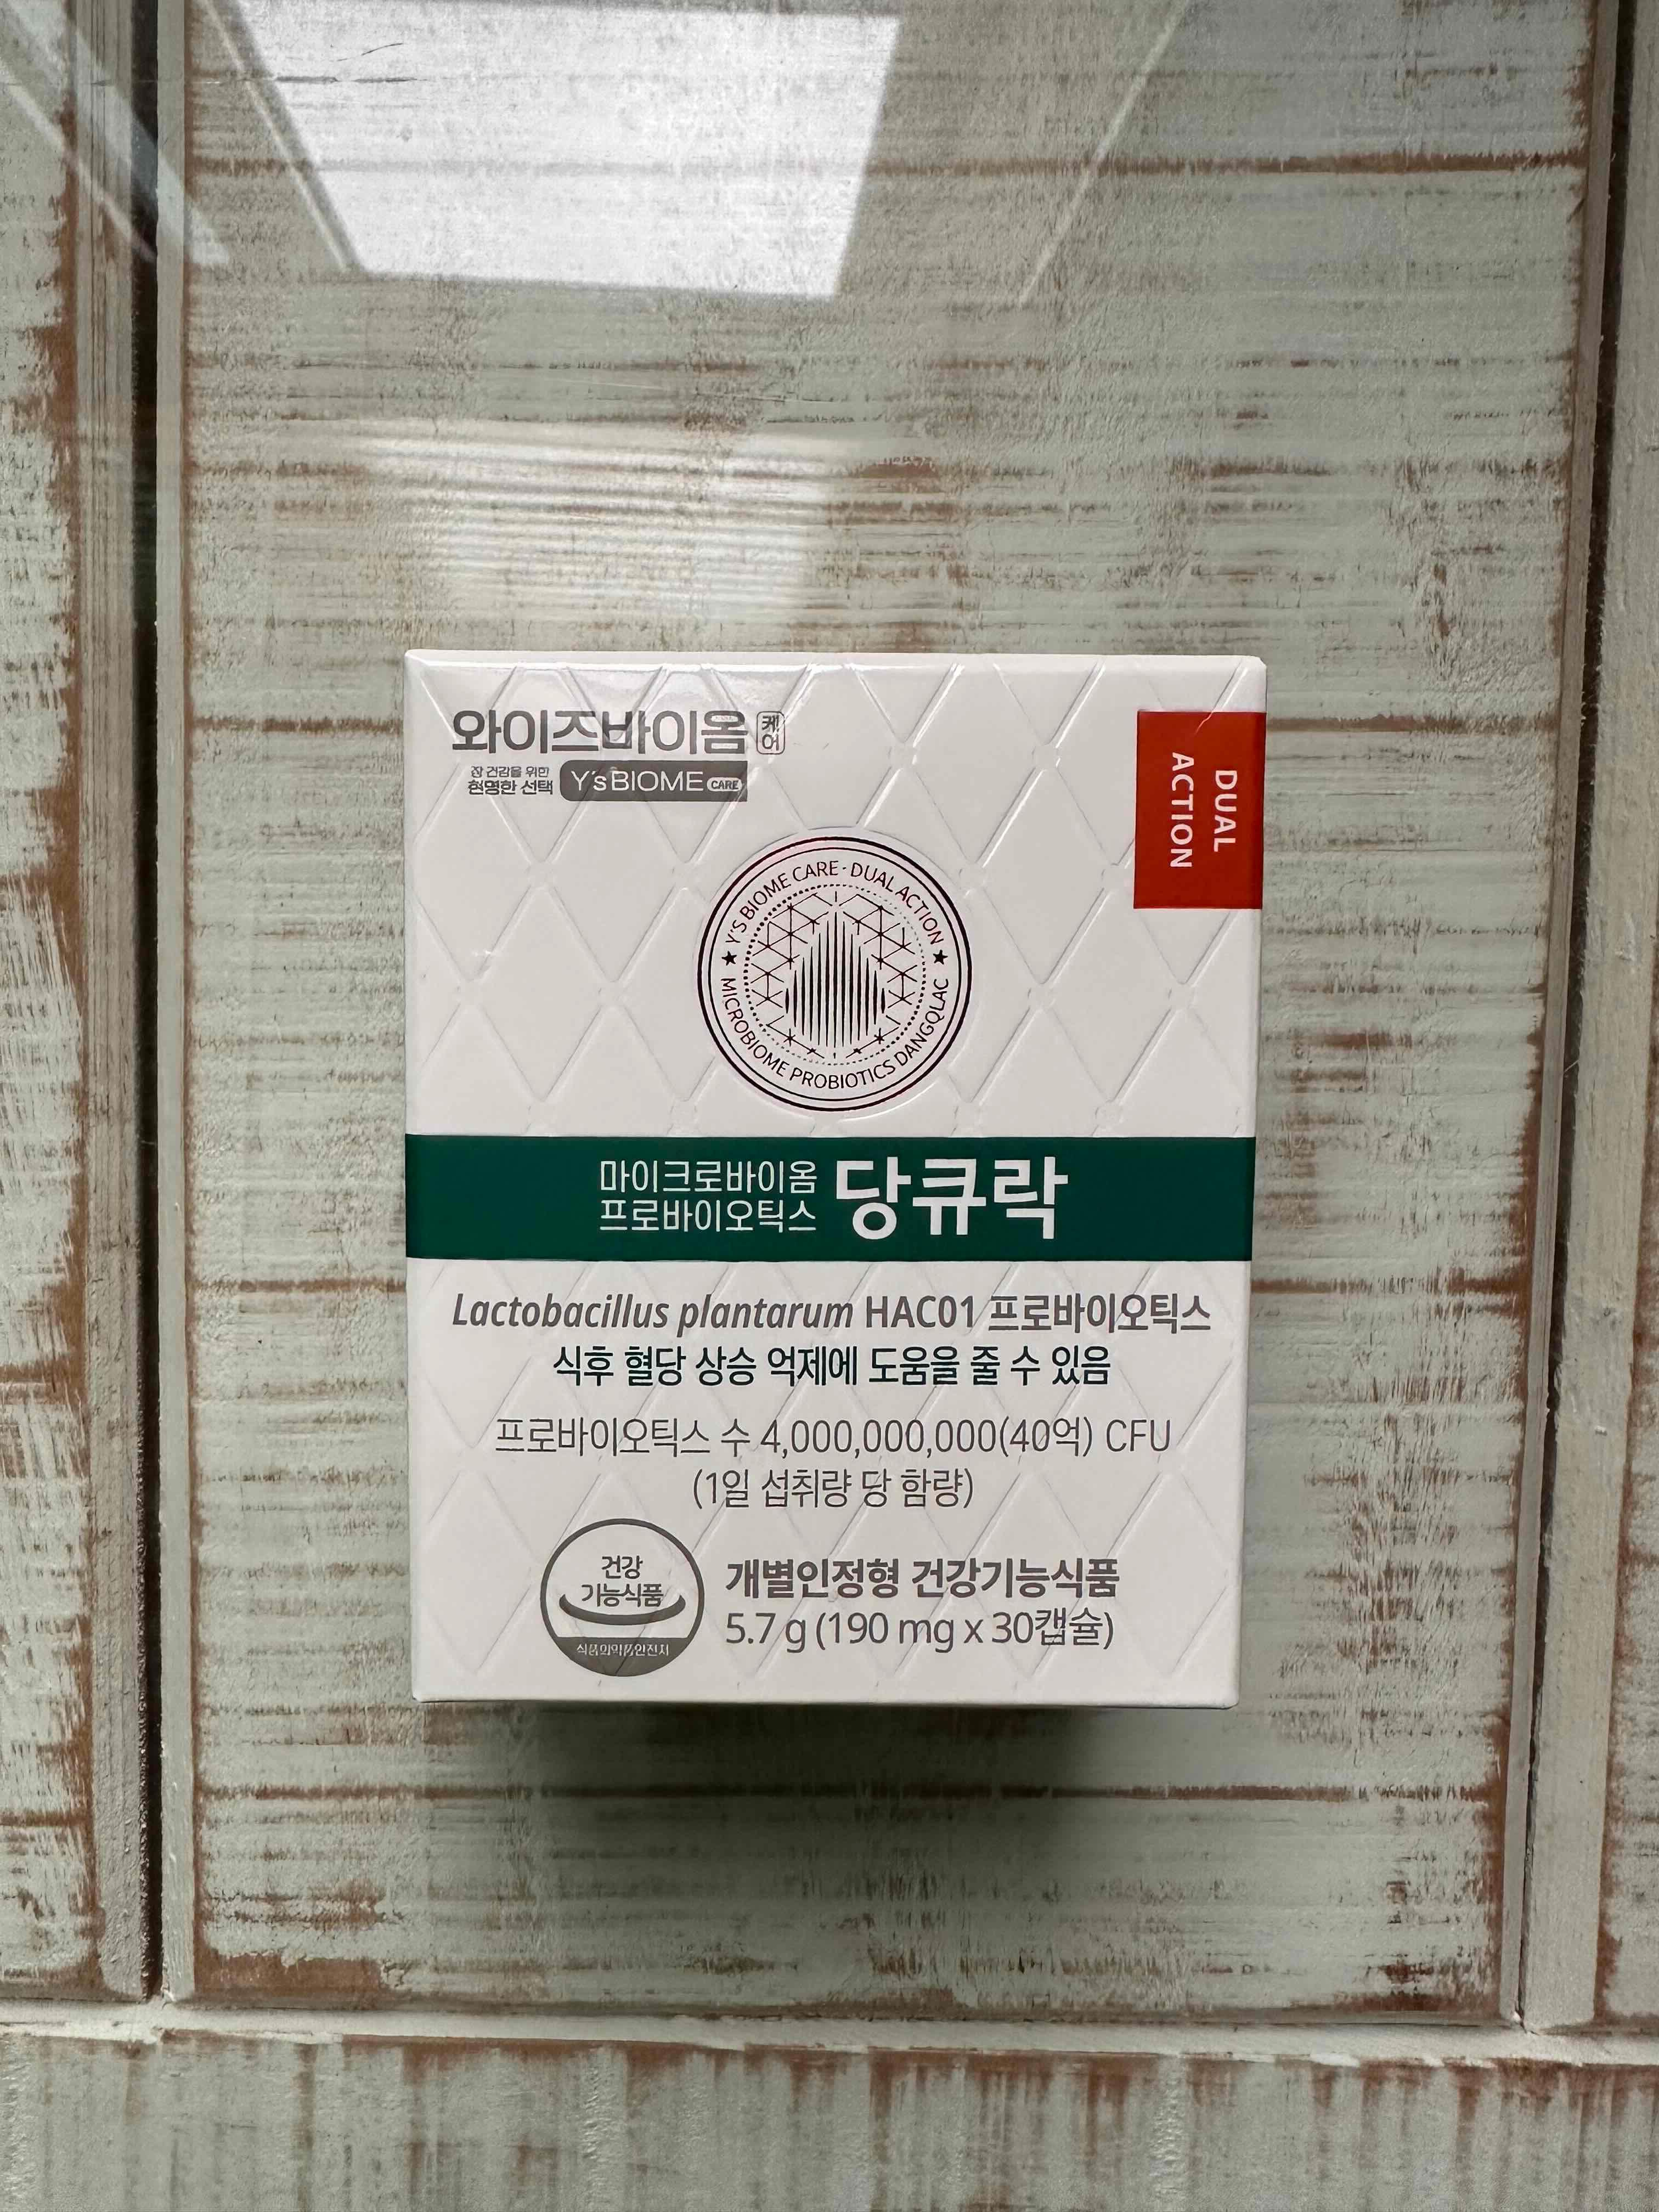 와이즈바이옴 케어
장 건강을 위한
현명한 선택
Y's BIOME CARE
DUAL
ACTION
Y'S BIOME CARE - DUAL ACTION
MICROBIOME PROBIOTICS DANGQLAC
마이크로바이옴
프로바이오틱스
당큐락
Lactobacillus plantarum HAC01 프로바이오틱스
식후 혈당 상승 억제에 도움을 줄 수 있음
프로바이오틱스 수 4,000,000,000(40억) CFU
(1일 섭취량 당 함량)
건강
기능식품
식품의약품안전처
개별인정형 건강기능식품
5.7 g (190 mg x 30캡슐)